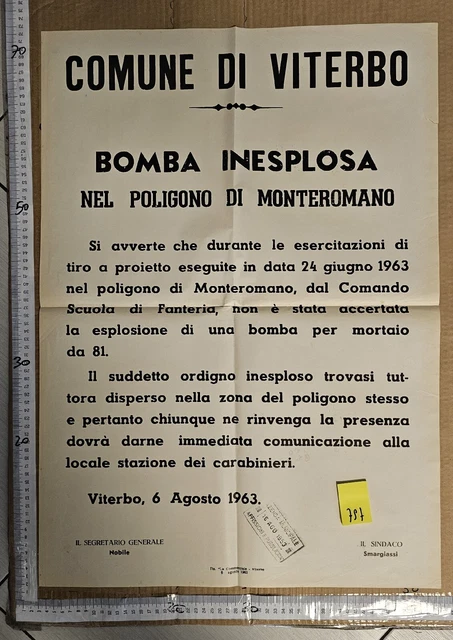 COMUNE DI VITERBO
BOMBA INESPLOSA
NEL POLIGONO DI MONTEROMANO
Si avverte che durante le esercitazioni di
tiro a proietto eseguite in data 24 giugno 1963
nel poligono di Monteromano, dal Comando
Scuola di Fanteria, non è stata accertata
la esplosione di una bomba per mortaio
da 81.
Il suddetto ordigno inesploso trovasi tut-
tora disperso nella zona del poligono stesso
e pertanto chiunque ne rinvenga la presenza
dovrà darne immediata comunicazione alla
locale stazione dei carabinieri.
Viterbo, 6 Agosto 1963.
IL SEGRETARIO GENERALE
Nobile
IL SINDACO
Smargiassi
AGO 1963
70
50
30
20